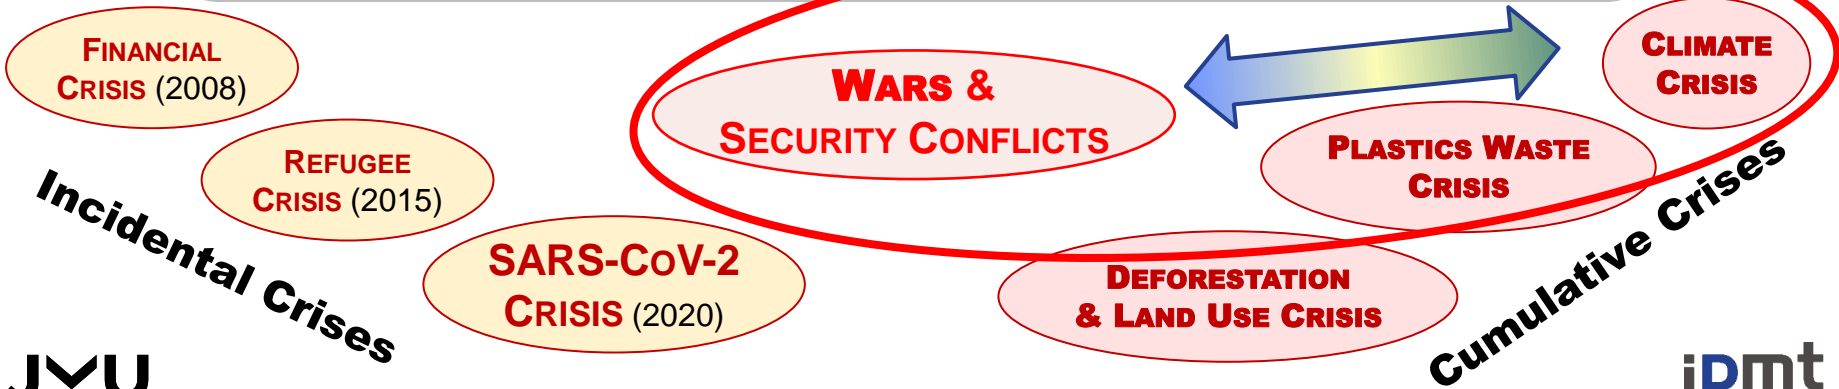 FINANCIAL
CRISIS (2008)
REFUGEE
CRISIS (2015)
SARS-COV-2
CRISIS (2020)
Incidental Crises
WARS &
SECURITY CONFLICTS
CLIMATE
CRISIS
PLASTICS WASTE
CRISIS
DEFORESTATION
& LAND USE CRISIS
Cumulative Crises
JMU
iDmt